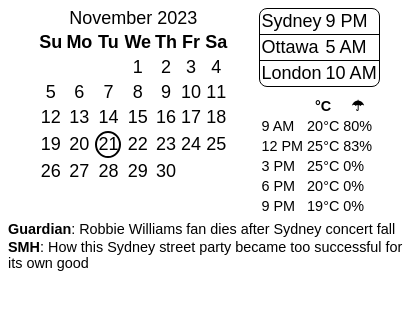 November 2023
Su Mo Tu We Th Fr Sa
1 2 3 4
5 6 7 8 9 10 11
12 13 14 15 16 17 18
19 20 21 22 23 24 25
26 27 28 29 30
Sydney 9 PM
Ottawa 5 AM
London 10 AM
°C ☂
9 AM 20°C 80%
12 PM 25°C 83%
3 PM 25°C 0%
6 PM 20°C 0%
9 PM 19°C 0%
Guardian: Robbie Williams fan dies after Sydney concert fall
SMH: How this Sydney street party became too successful for
its own good